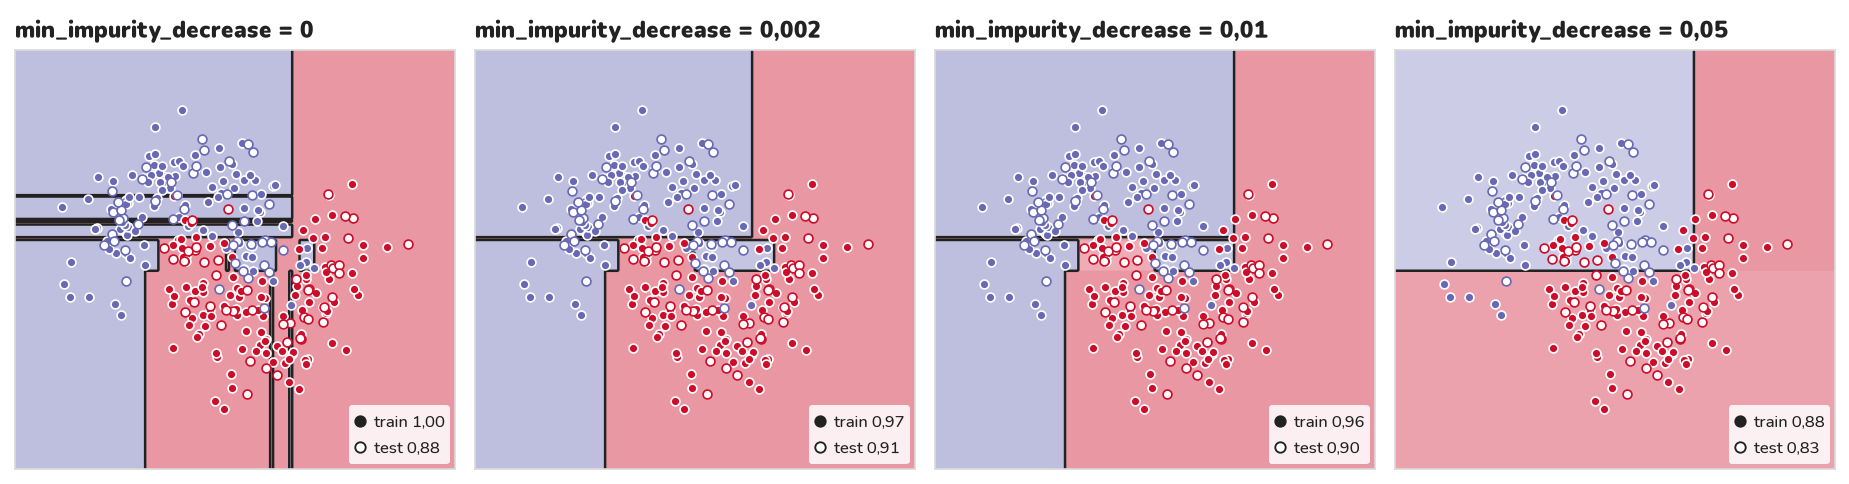 min_impurity_decrease = 0
train 1,00
test 0,88
min_impurity_decrease = 0,002
train 0,97
test 0,91
min_impurity_decrease = 0,01
train 0,96
test 0,90
min_impurity_decrease = 0,05
train 0,88
test 0,83